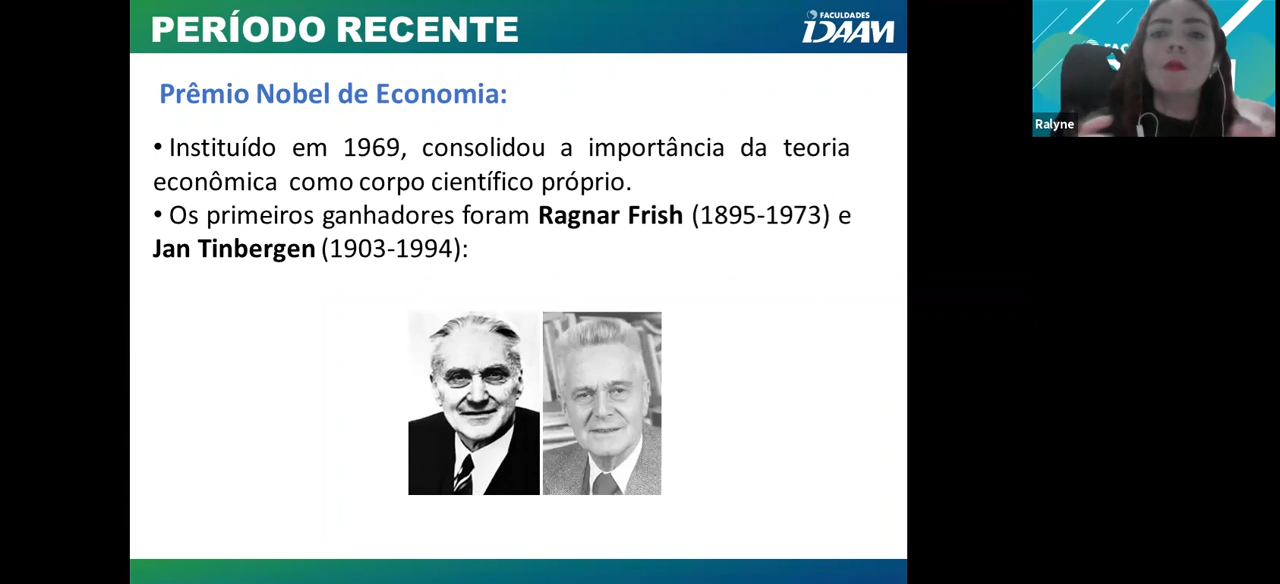 PERÍODO RECENTE
FACULDADES
IDAAM
Prêmio Nobel de Economia:
• Instituído em 1969, consolidou a importância da teoria
econômica como corpo científico próprio.
• Os primeiros ganhadores foram Ragnar Frish (1895-1973) e
Jan Tinbergen (1903-1994):
Ralyne